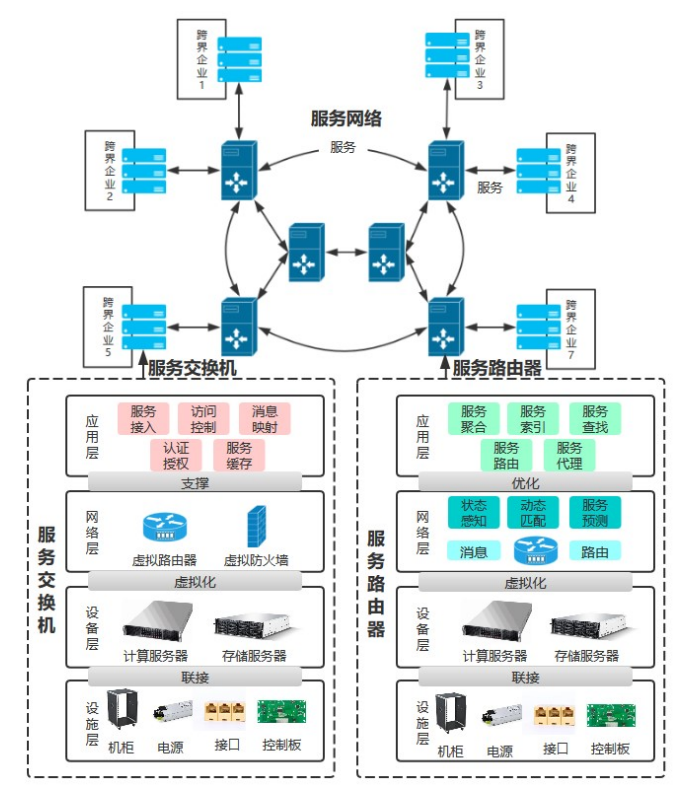 跨界企业1
跨界企业3
服务网络
服务
跨界企业2
跨界企业4
服务
跨界企业5
跨界企业7
服务交换机
服务路由器
服务交换机
应用层
服务
接入
访问
控制
消息
映射
认证
授权
服务
缓存
支撑
网络层
虚拟路由器
虚拟防火墙
虚拟化
设备层
计算服务器
存储服务器
联接
设施层
机柜
电源
接口
控制板
服务路由器
应用层
服务
聚合
服务
索引
服务
查找
服务
路由
服务
代理
优化
网络层
状态
感知
动态
匹配
服务
预测
消息
路由
虚拟化
设备层
计算服务器
存储服务器
联接
设施层
机柜
电源
接口
控制板